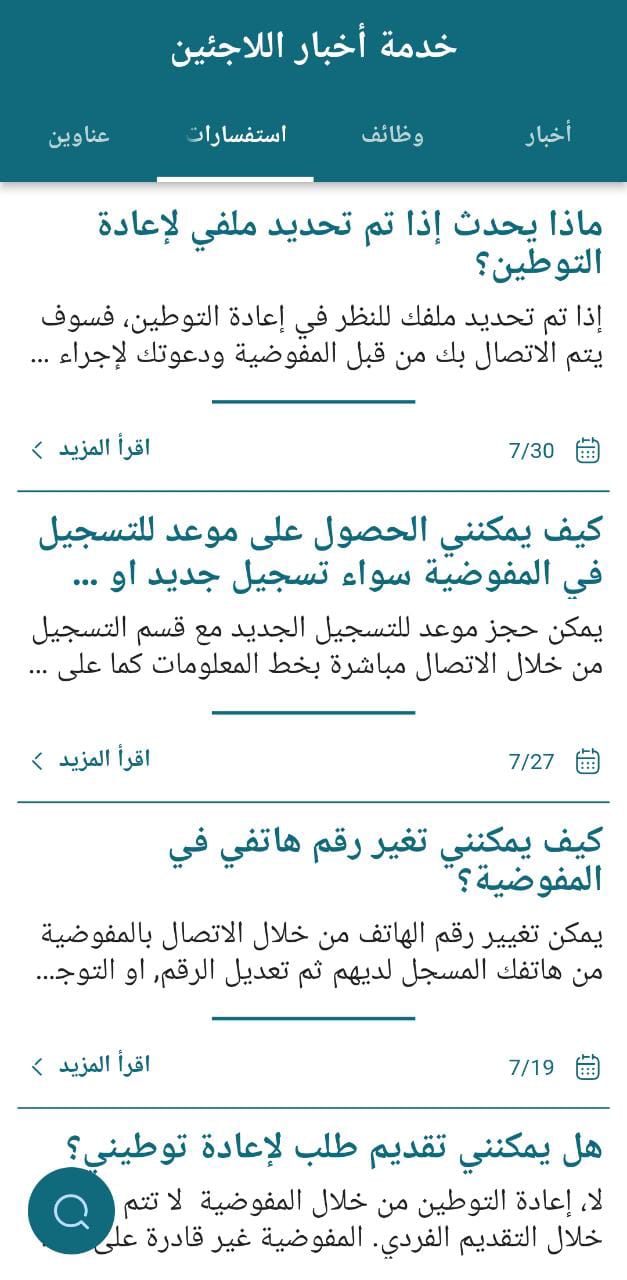 خدمة أخبار اللاجئين
أخبار وظائف استفسارات عناوين
ماذا يحدث إذا تم تحديد ملفي لإعادة
التوطين؟
إذا تم تحديد ملفك للنظر في إعادة التوطين، فسوف
يتم الاتصال بك من قبل المفوضية ودعوتك لإجراء ...
7/30 اقرأ المزيد
كيف يمكنني الحصول على موعد للتسجيل
في المفوضية سواء تسجيل جديد او ...
يمكن حجز موعد للتسجيل الجديد مع قسم التسجيل
من خلال الاتصال مباشرة بخط المعلومات كما على ...
7/27 اقرأ المزيد
كيف يمكنني تغير رقم هاتفي في
المفوضية؟
يمكن تغيير رقم الهاتف من خلال الاتصال بالمفوضية
من هاتفك المسجل لديهم ثم تعديل الرقم, او التوجـ...
7/19 اقرأ المزيد
هل يمكنني تقديم طلب لإعادة توطيني؟
لا، إعادة التوطين من خلال المفوضية لا تتم
خلال التقديم الفردي. المفوضية غير قادرة على